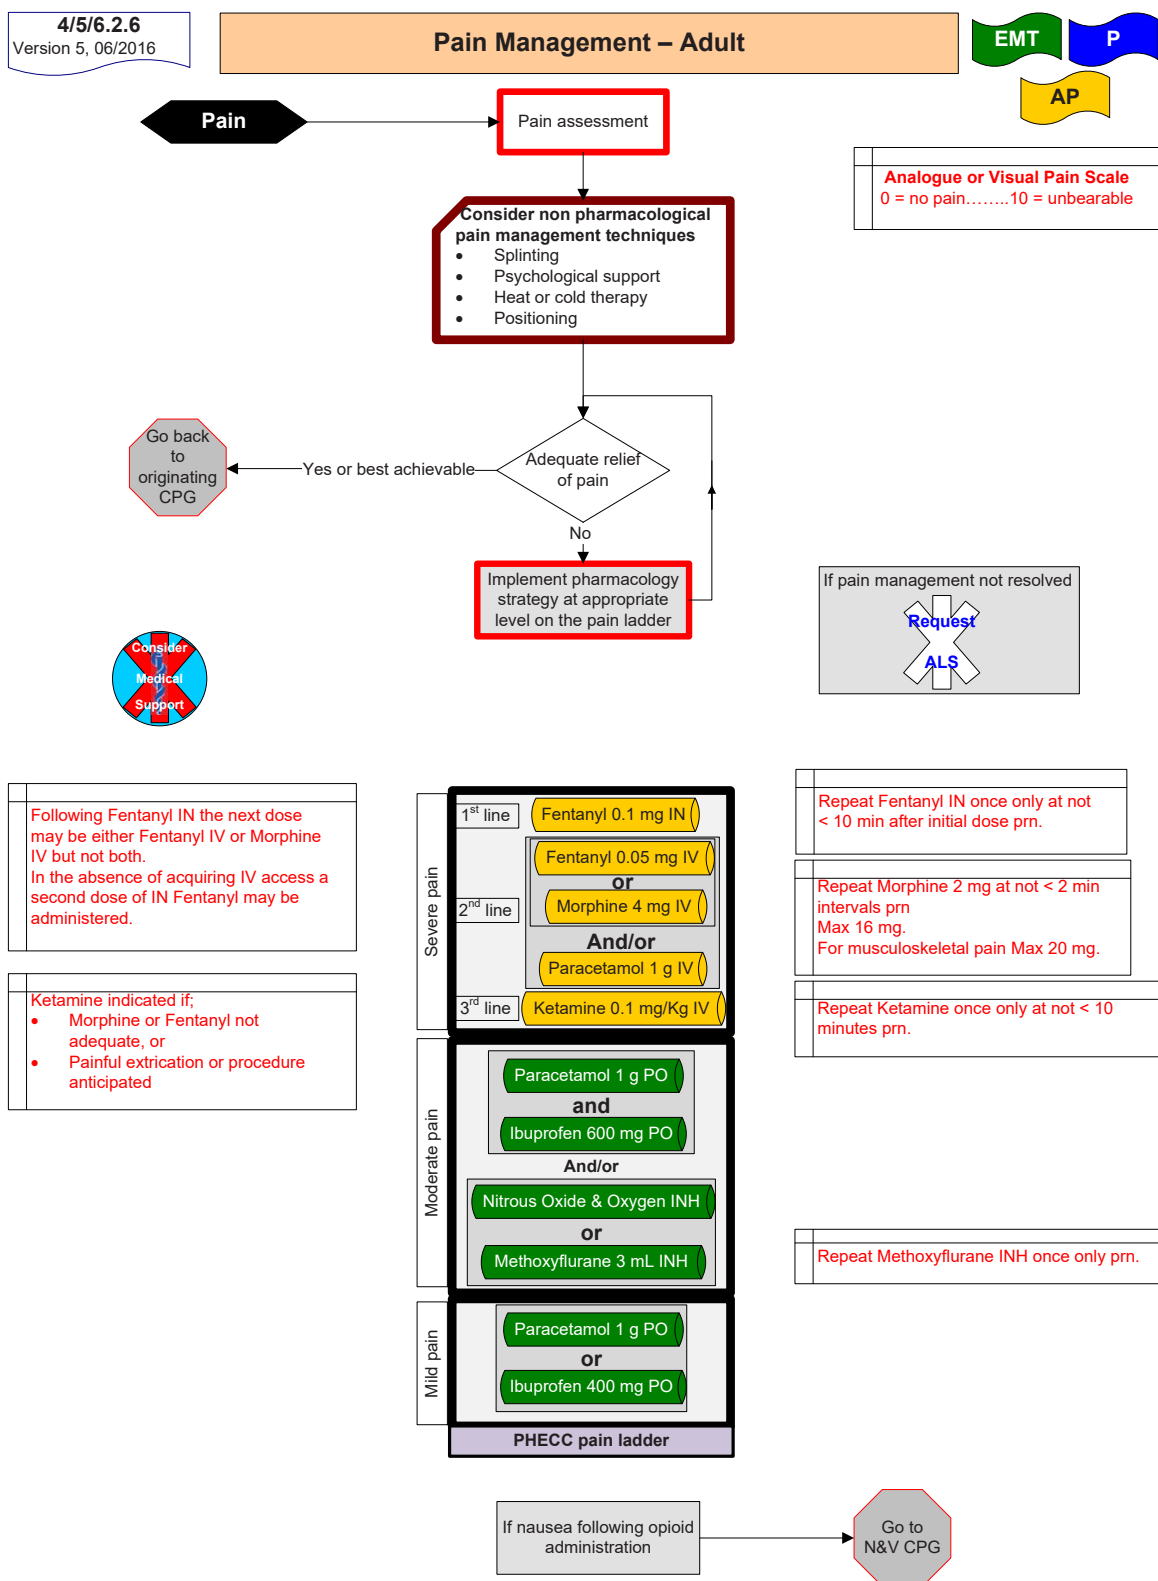 4/5/6.2.6
Version 5, 06/2016
Pain Management – Adult
EMT
P
AP
Pain
Pain assessment
Analogue or Visual Pain Scale
0 = no pain……..10 = unbearable
Consider non pharmacological
pain management techniques
• Splinting
• Psychological support
• Heat or cold therapy
• Positioning
Go back
to
originating
CPG
Yes or best achievable
Adequate relief
of pain
No
Implement pharmacology
strategy at appropriate
level on the pain ladder
If pain management not resolved
Request
ALS
Consider
Medical
Support
Following Fentanyl IN the next dose
may be either Fentanyl IV or Morphine
IV but not both.
In the absence of acquiring IV access a
second dose of IN Fentanyl may be
administered.
Ketamine indicated if;
• Morphine or Fentanyl not
adequate, or
• Painful extrication or procedure
anticipated
Severe pain
1st line
Fentanyl 0.1 mg IN
Fentanyl 0.05 mg IV
or
2nd line
Morphine 4 mg IV
And/or
Paracetamol 1 g IV
3rd line
Ketamine 0.1 mg/Kg IV
Repeat Fentanyl IN once only at not
< 10 min after initial dose prn.
Repeat Morphine 2 mg at not < 2 min
intervals prn
Max 16 mg.
For musculoskeletal pain Max 20 mg.
Repeat Ketamine once only at not < 10
minutes prn.
Moderate pain
Paracetamol 1 g PO
and
Ibuprofen 600 mg PO
And/or
Nitrous Oxide & Oxygen INH
or
Methoxyflurane 3 mL INH
Repeat Methoxyflurane INH once only prn.
Mild pain
Paracetamol 1 g PO
or
Ibuprofen 400 mg PO
PHECC pain ladder
If nausea following opioid
administration
Go to
N&V CPG